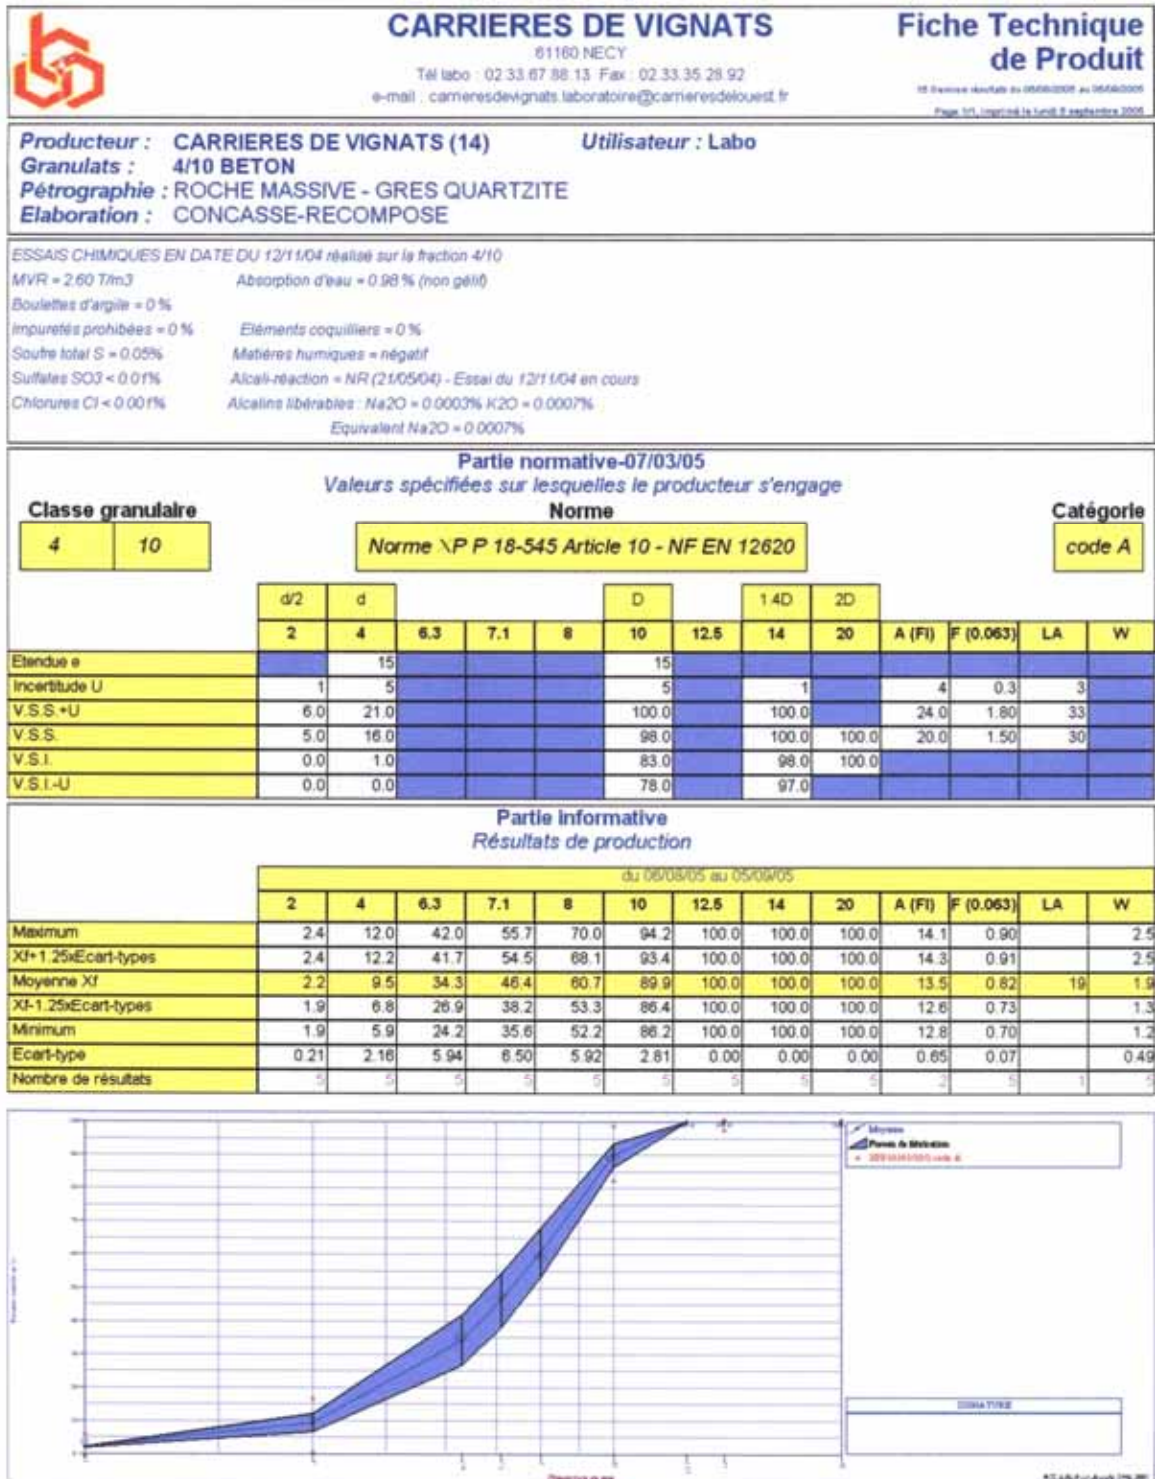 CARRIERES DE VIGNATS
61160 NECY
Tél labo : 02.33.67.88.13 Fax : 02.33.35.28.92
e-mail : carrieresdevignats.laboratoire@carrieresdelouest.fr
Fiche Technique
de Produit
Page 1/1, imprimé le lundi 5 septembre 2005
Producteur : CARRIERES DE VIGNATS (14) Utilisateur : Labo
Granulats : 4/10 BETON
Pétrographie : ROCHE MASSIVE - GRES QUARTZITE
Elaboration : CONCASSE-RECOMPOSE
ESSAIS CHIMIQUES EN DATE DU 12/11/04 réalisé sur la fraction 4/10
MVR = 2.60 T/m3 Absorption d'eau = 0.98 % (non gélif)
Boulettes d'argile = 0 %
Impuretés prohibées = 0 % Eléments coquilliers = 0 %
Soufre total S = 0.05% Matières humiques = négatif
Sulfates SO3 < 0.01% Alcali-réaction = NR (21/05/04) - Essai du 12/11/04 en cours
Chlorures Cl < 0.001% Alcalins libérables : Na2O = 0.0003% K2O = 0.0007%
Equivalent Na2O = 0.0007%
Partie normative-07/03/05
Valeurs spécifiées sur lesquelles le producteur s'engage
Classe granulaire Norme Catégorie
4 10 Norme XP P 18-545 Article 10 - NF EN 12620 code A
d/2 d D 1.4D 2D
2 4 6.3 7.1 8 10 12.5 14 20 A (FI) F (0.063) LA W
Etendue e 15 15
Incertitude U 1 5 5 1 4 0.3 3
V.S.S.+U 6.0 21.0 100.0 100.0 24.0 1.80 33
V.S.S. 5.0 16.0 98.0 100.0 100.0 20.0 1.50 30
V.S.I. 0.0 1.0 83.0 98.0 100.0
V.S.I.-U 0.0 0.0 78.0 97.0
Partie informative
Résultats de production
du 06/08/05 au 05/09/05
2 4 6.3 7.1 8 10 12.5 14 20 A (FI) F (0.063) LA W
Maximum 2.4 12.0 42.0 55.7 70.0 94.2 100.0 100.0 100.0 14.1 0.90 2.5
Xf+1.25xEcart-types 2.4 12.2 41.7 54.5 68.1 93.4 100.0 100.0 100.0 14.3 0.91 2.5
Moyenne Xf 2.2 9.5 34.3 46.4 60.7 89.9 100.0 100.0 100.0 13.5 0.82 19 1.9
Xf-1.25xEcart-types 1.9 6.8 26.9 38.2 53.3 86.4 100.0 100.0 100.0 12.6 0.73 1.3
Minimum 1.9 5.9 24.2 35.6 52.2 86.2 100.0 100.0 100.0 12.8 0.70 1.2
Ecart-type 0.21 2.16 5.94 6.50 5.92 2.81 0.00 0.00 0.00 0.65 0.07 0.49
Nombre de résultats 5 5 5 5 5 5 5 5 5 2 5 1 5
Moyenne
Fuseau de fabrication
SIGNATURE